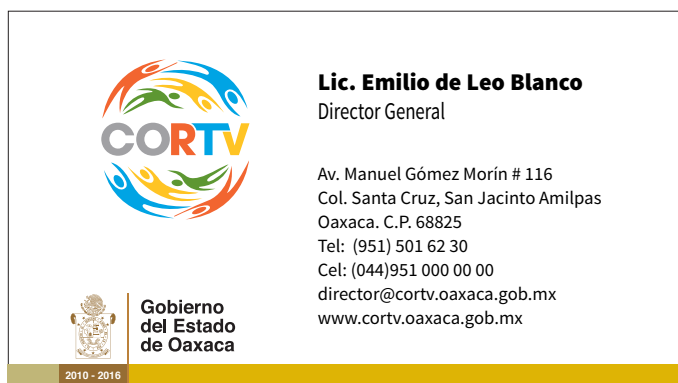 CORTV
Lic. Emilio de Leo Blanco
Director General
Av. Manuel Gómez Morín # 116
Col. Santa Cruz, San Jacinto Amilpas
Oaxaca. C.P. 68825
Tel: (951) 501 62 30
Cel: (044)951 000 00 00
director@cortv.oaxaca.gob.mx
www.cortv.oaxaca.gob.mx
Gobierno
del Estado
de Oaxaca
2010 - 2016